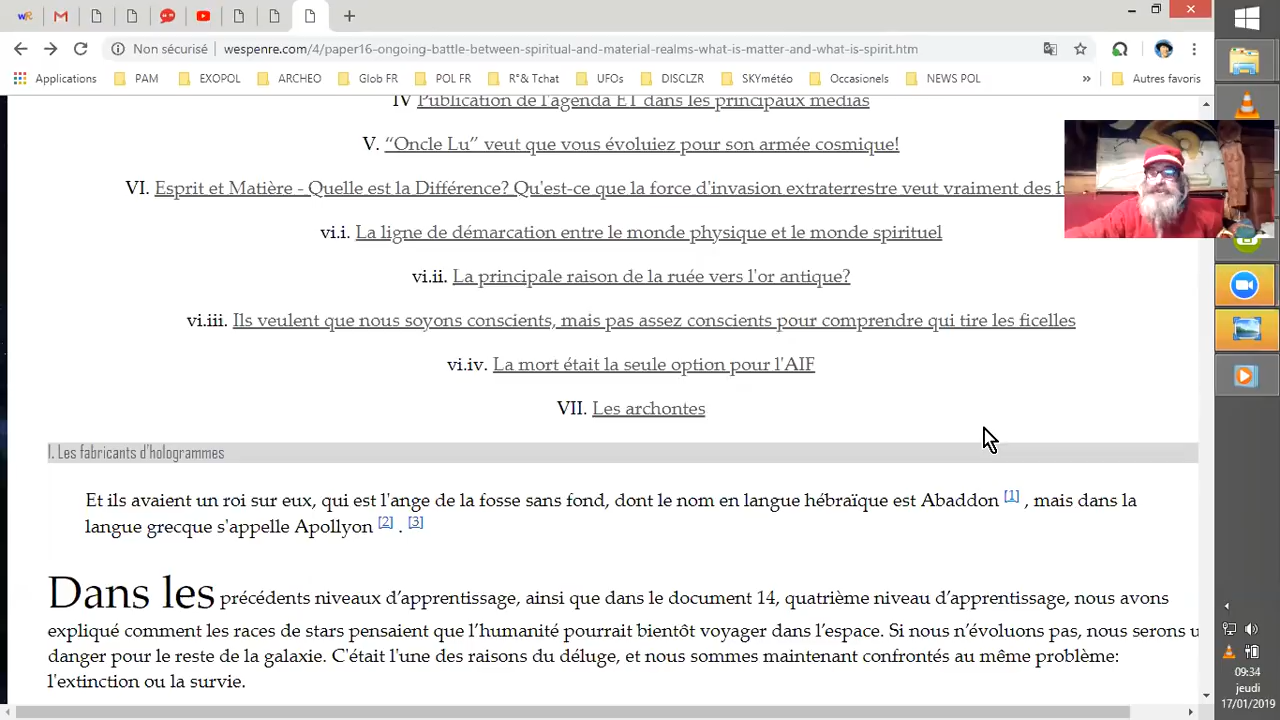 Non sécurisé wespenre.com/4/paper16-ongoing-battle-between-spiritual-and-material-realms-what-is-matter-and-what-is-spirit.htm
Applications PAM EXOPOL ARCHEO Glob FR POL FR R°& Tchat UFOs DISCLZR SKYmétéo Occasionels NEWS POL » Autres favoris
IV Publication de l'agenda ET dans les principaux médias
V. “Oncle Lu” veut que vous évoluiez pour son armée cosmique!
VI. Esprit et Matière - Quelle est la Différence? Qu'est-ce que la force d'invasion extraterrestre veut vraiment des h
vi.i. La ligne de démarcation entre le monde physique et le monde spirituel
vi.ii. La principale raison de la ruée vers l'or antique?
vi.iii. Ils veulent que nous soyons conscients, mais pas assez conscients pour comprendre qui tire les ficelles
vi.iv. La mort était la seule option pour l'AIF
VII. Les archontes
I. Les fabricants d'hologrammes
Et ils avaient un roi sur eux, qui est l'ange de la fosse sans fond, dont le nom en langue hébraïque est Abaddon [1] , mais dans la
langue grecque s'appelle Apollyon [2] . [3]
Dans les précédents niveaux d’apprentissage, ainsi que dans le document 14, quatrième niveau d’apprentissage, nous avons
expliqué comment les races de stars pensaient que l’humanité pourrait bientôt voyager dans l’espace. Si nous n’évoluons pas, nous serons u
danger pour le reste de la galaxie. C'était l'une des raisons du déluge, et nous sommes maintenant confrontés au même problème:
l'extinction ou la survie.
09:34
jeudi
17/01/2019